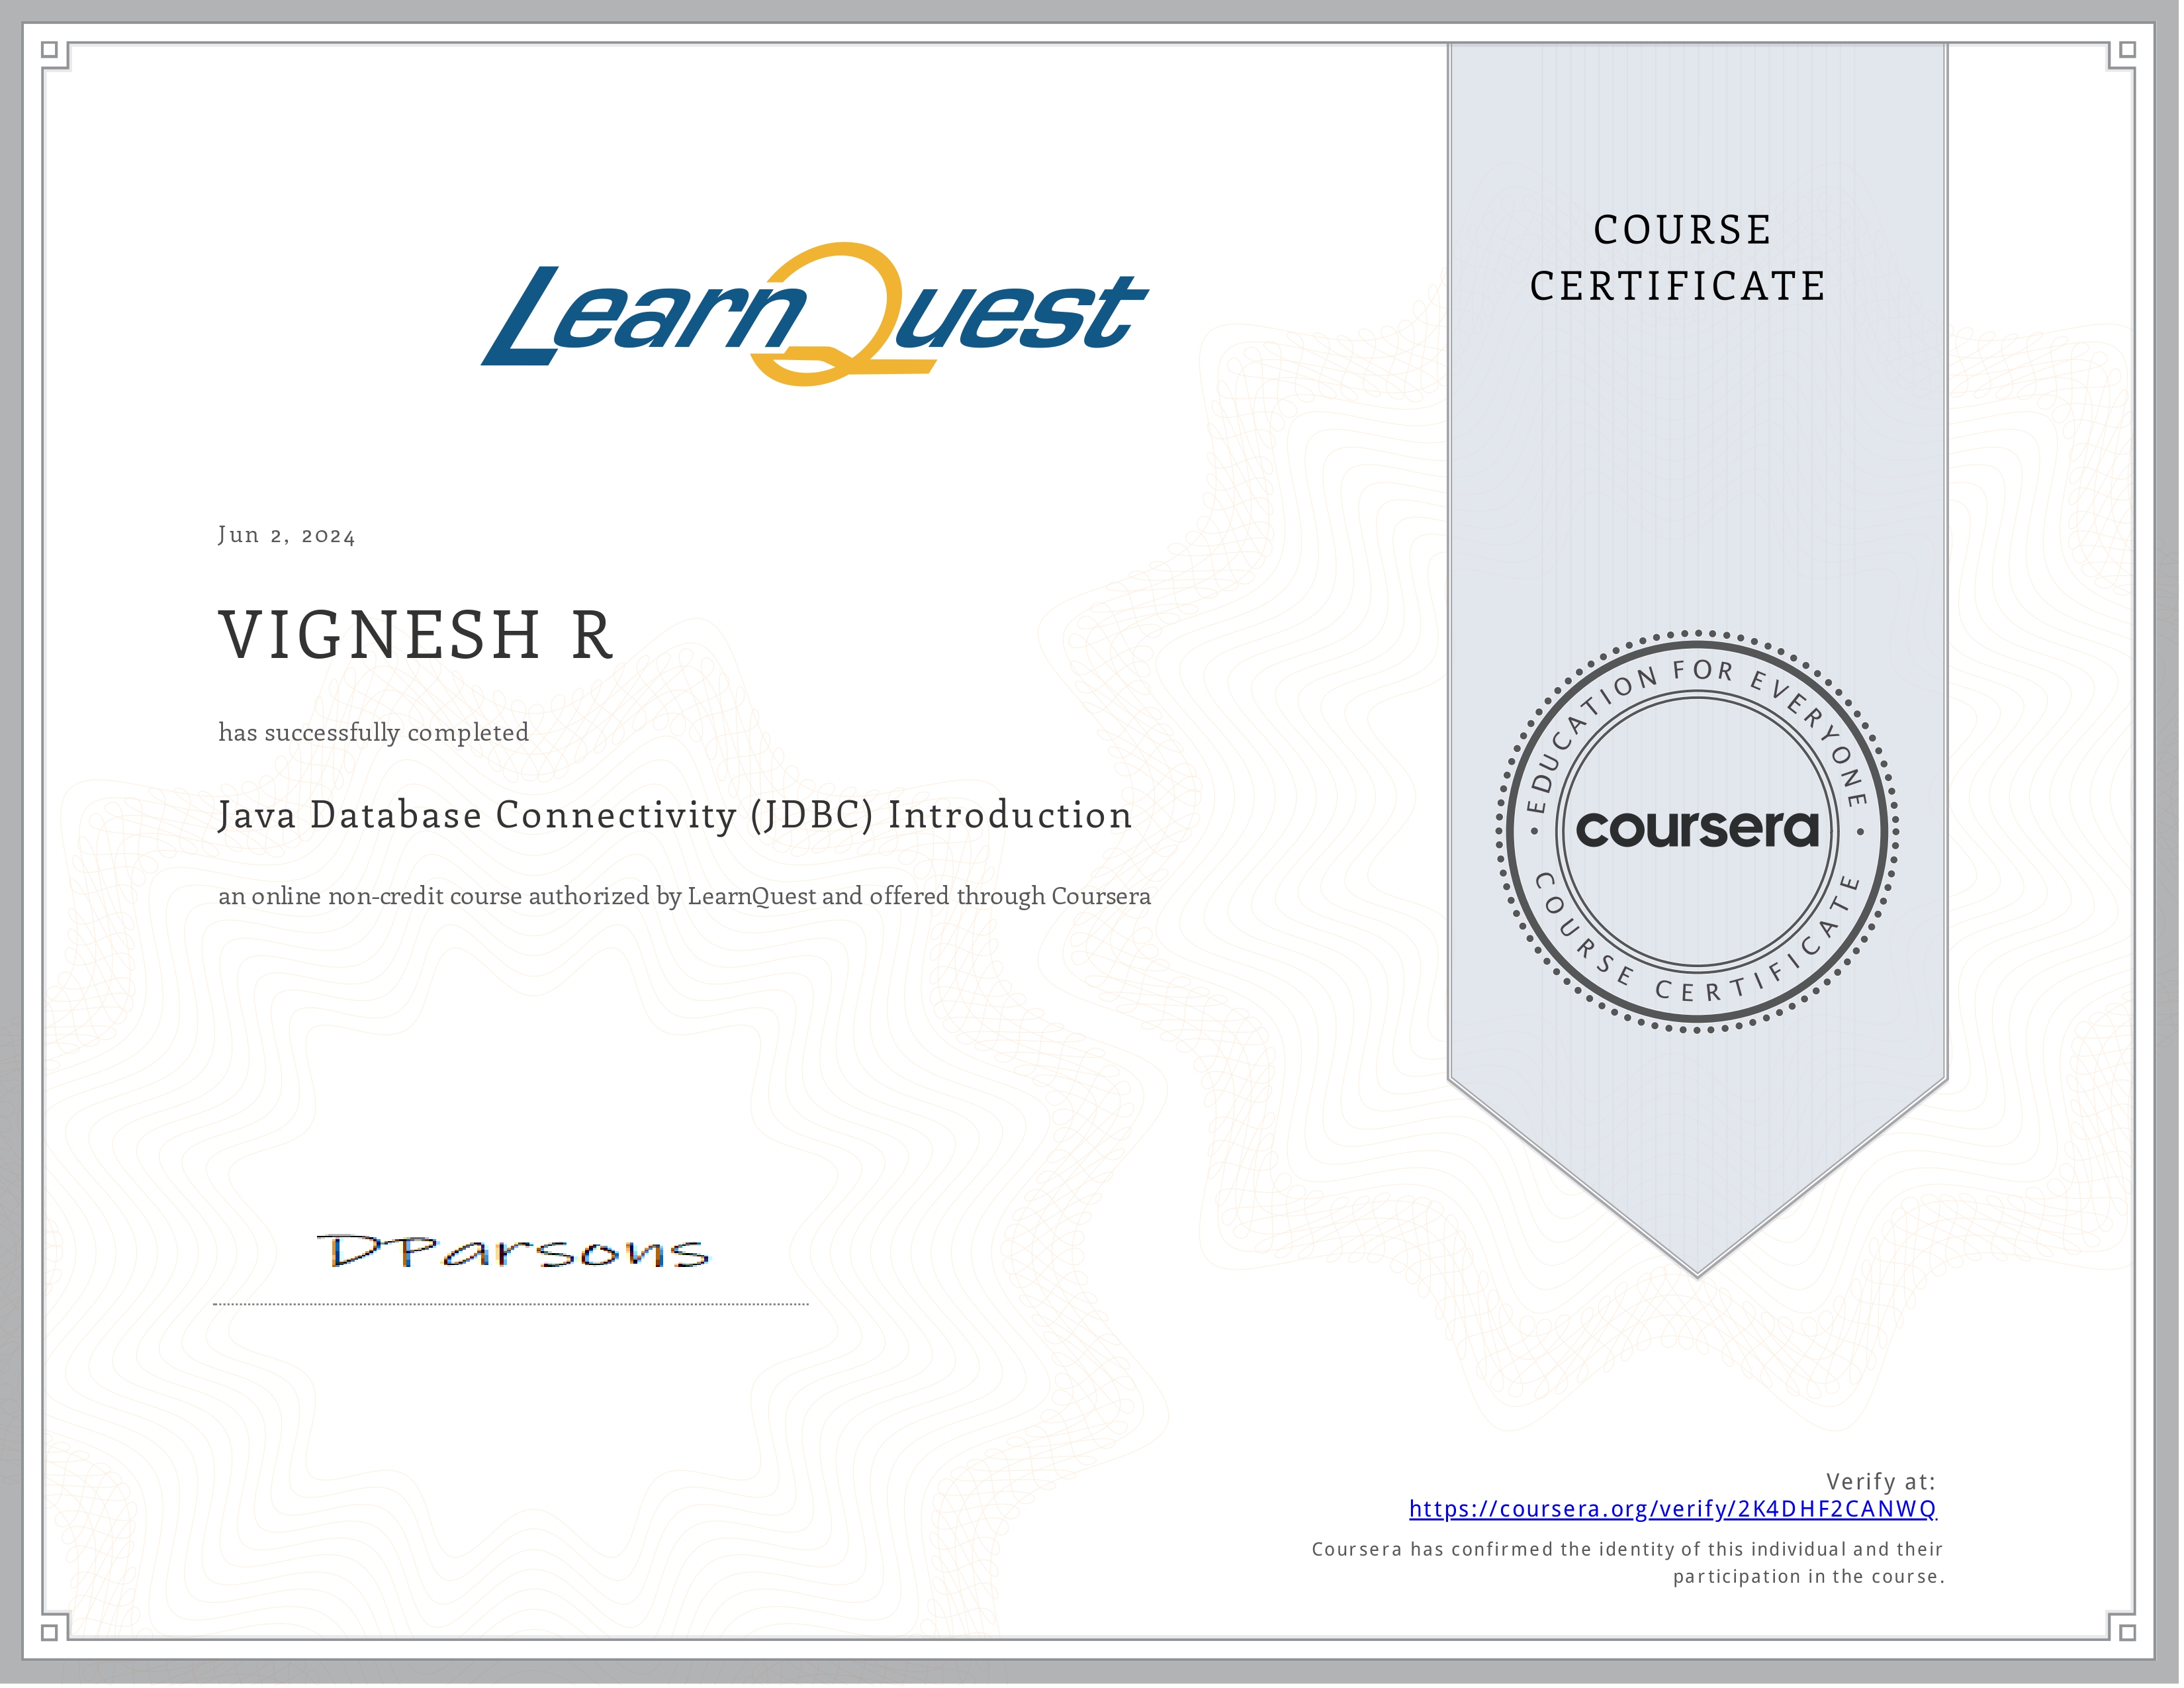 LearnQuest
COURSE
CERTIFICATE
Jun 2, 2024
VIGNESH R
has successfully completed
Java Database Connectivity (JDBC) Introduction
an online non-credit course authorized by LearnQuest and offered through Coursera
EDUCATION FOR EVERYONE
coursera
COURSE CERTIFICATE
DParsons
Verify at:
https://coursera.org/verify/2K4DHF2CANWQ
Coursera has confirmed the identity of this individual and their
participation in the course.